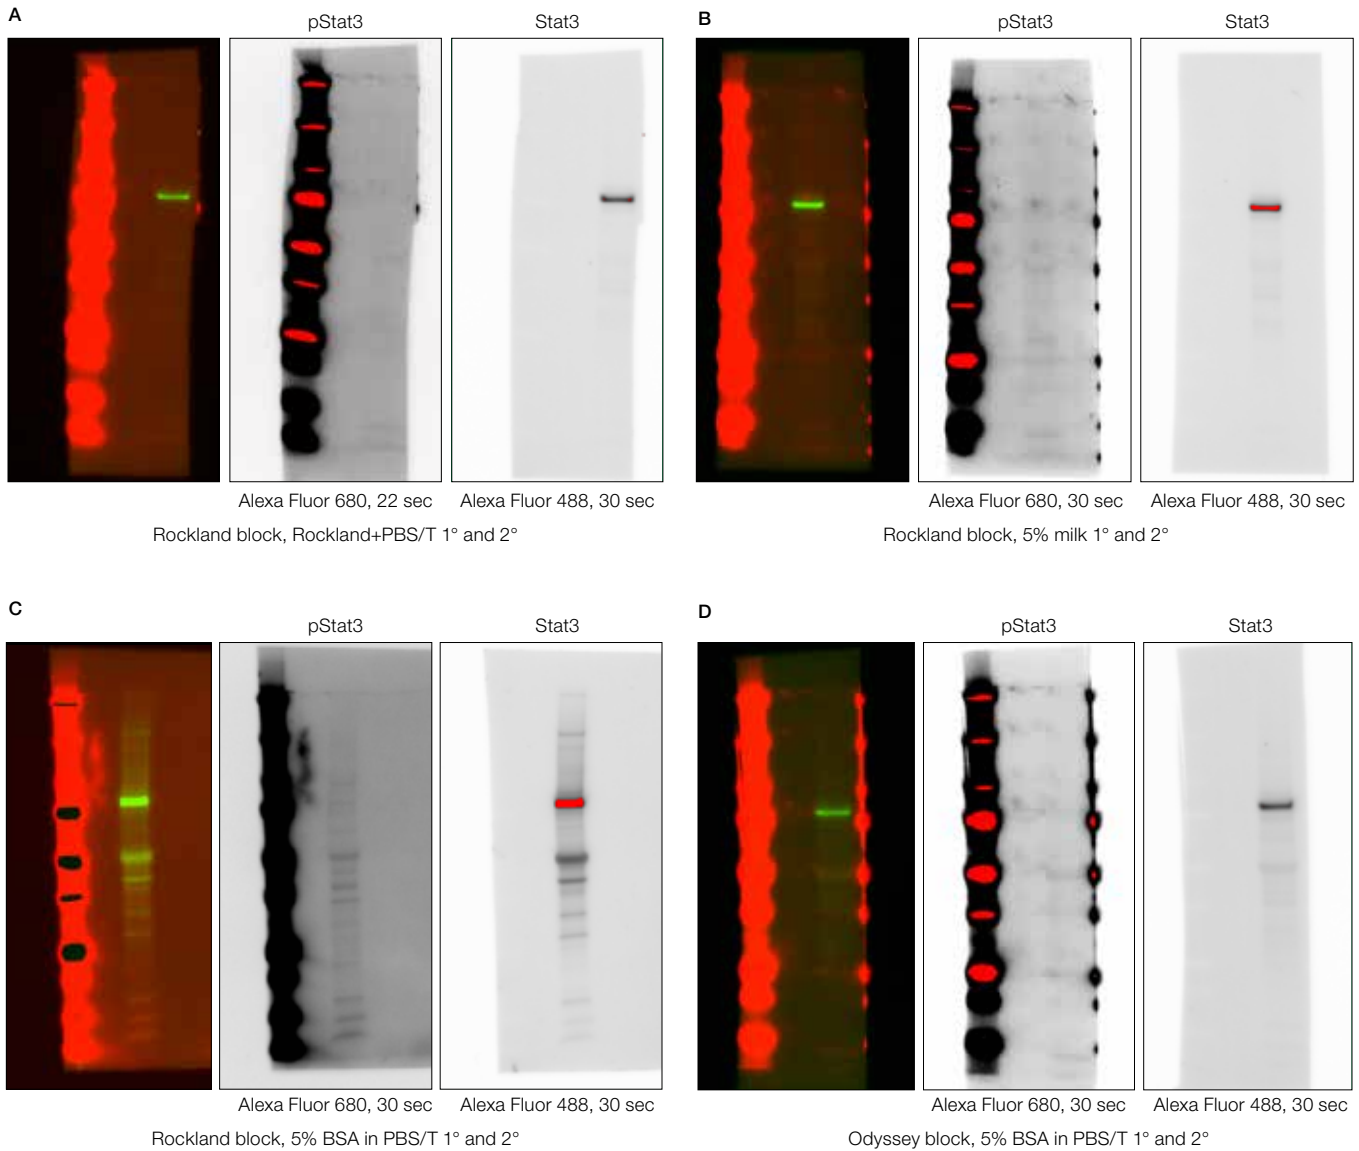 A
pStat3
Stat3
Alexa Fluor 680, 22 sec
Alexa Fluor 488, 30 sec
Rockland block, Rockland+PBS/T 1° and 2°
B
pStat3
Stat3
Alexa Fluor 680, 30 sec
Alexa Fluor 488, 30 sec
Rockland block, 5% milk 1° and 2°
C
pStat3
Stat3
Alexa Fluor 680, 30 sec
Alexa Fluor 488, 30 sec
Rockland block, 5% BSA in PBS/T 1° and 2°
D
pStat3
Stat3
Alexa Fluor 680, 30 sec
Alexa Fluor 488, 30 sec
Odyssey block, 5% BSA in PBS/T 1° and 2°